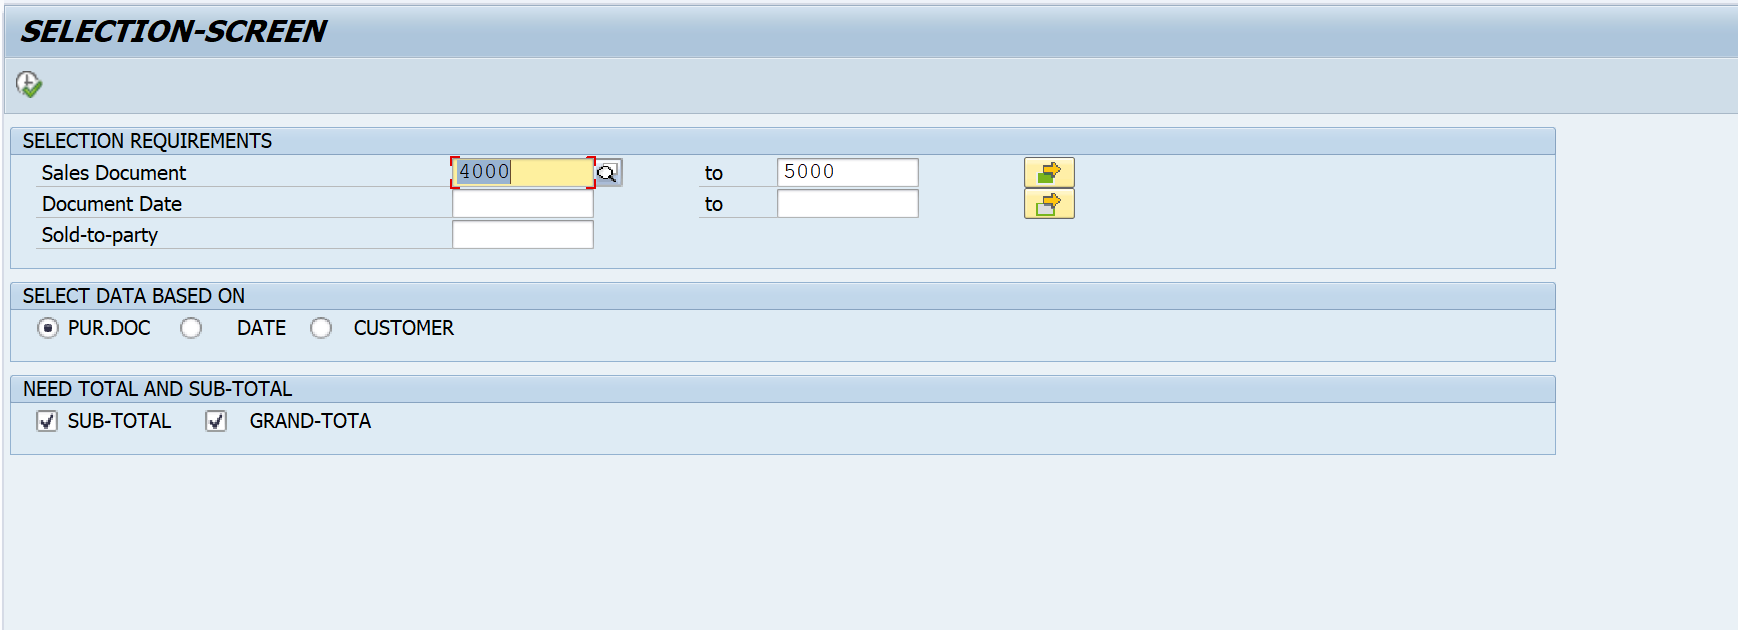 SELECTION-SCREEN
SELECTION REQUIREMENTS
Sales Document 4000 to 5000
Document Date to
Sold-to-party
SELECT DATA BASED ON
PUR.DOC DATE CUSTOMER
NEED TOTAL AND SUB-TOTAL
SUB-TOTAL GRAND-TOTA